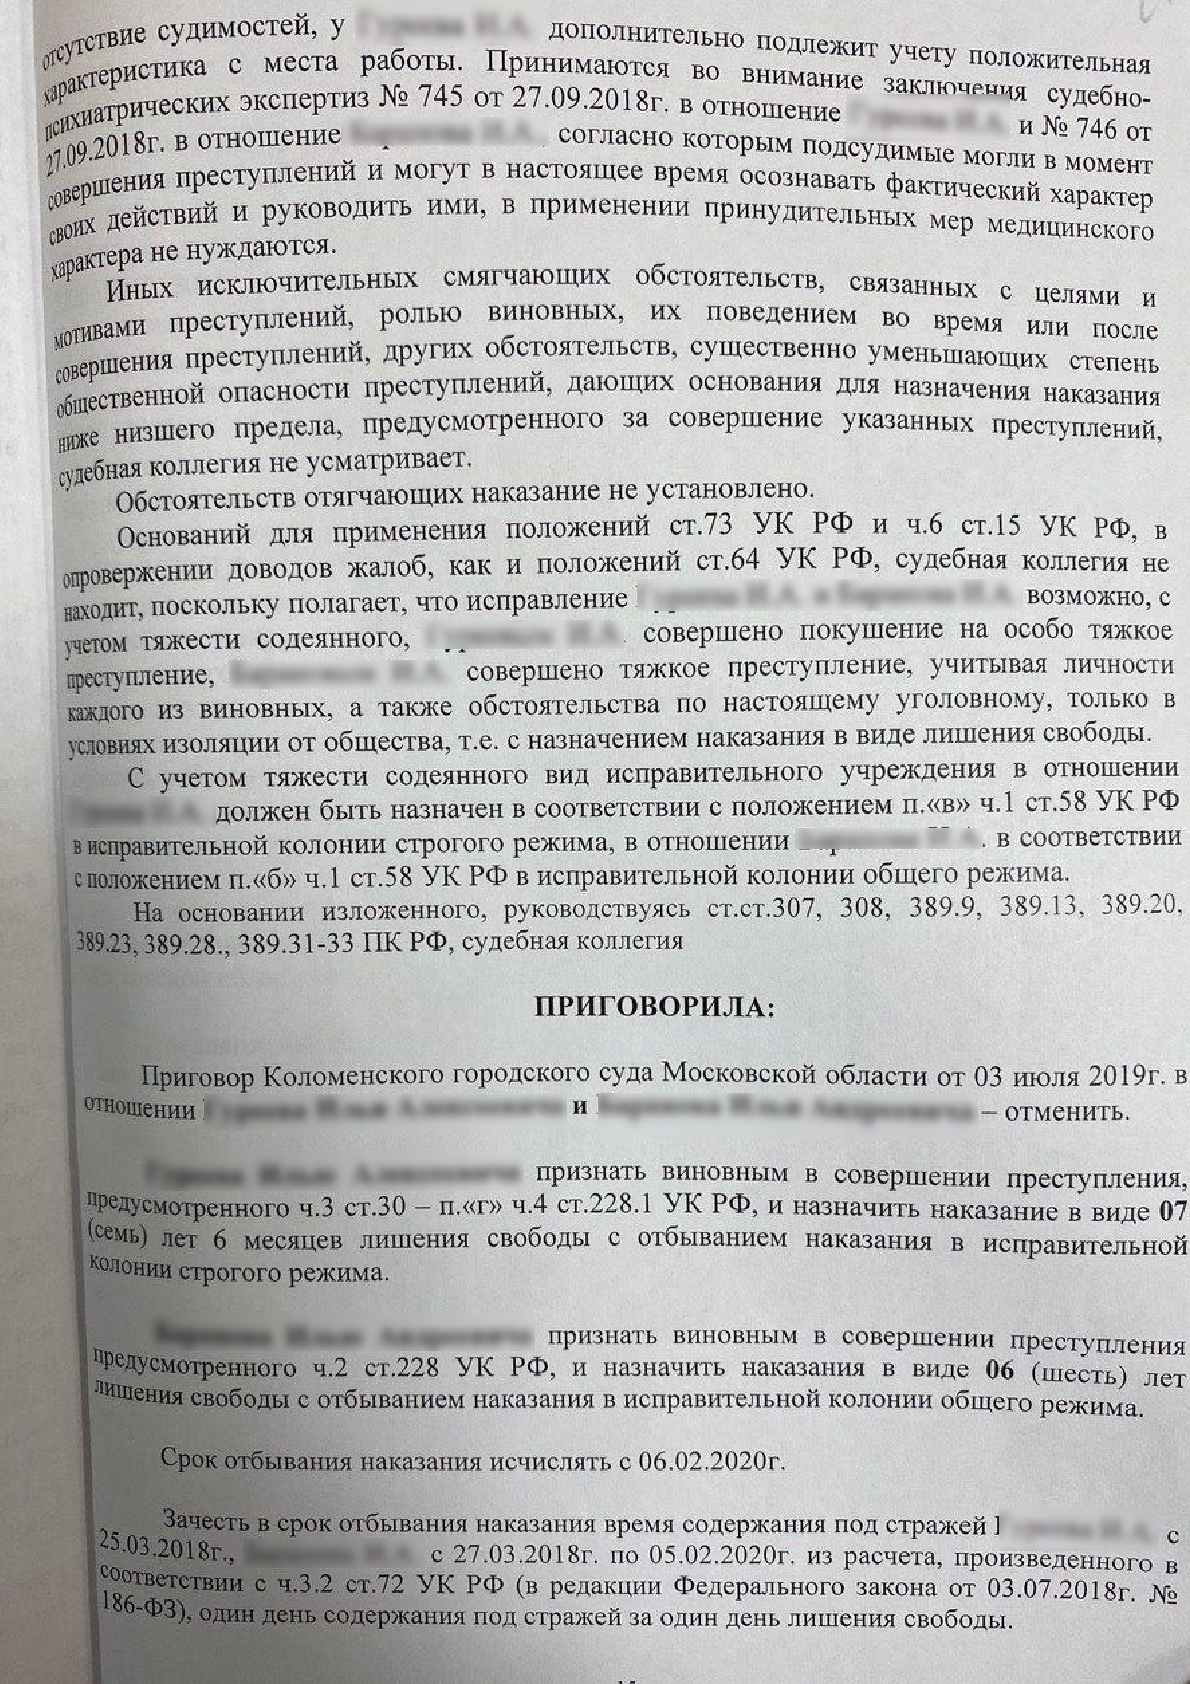 отсутствие судимостей, у дополнительно подлежит учету положительная
характеристика с места работы. Принимаются во внимание заключения судебно-
психиатрических экспертиз № 745 от 27.09.2018г. в отношение и № 746 от
27.09.2018г. в отношение согласно которым подсудимые могли в момент
совершения преступлений и могут в настоящее время осознавать фактический характер
своих действий и руководить ими, в применении принудительных мер медицинского
характера не нуждаются.
Иных исключительных смягчающих обстоятельств, связанных с целями и
мотивами преступлений, ролью виновных, их поведением во время или после
совершения преступлений, других обстоятельств, существенно уменьшающих степень
общественной опасности преступлений, дающих основания для назначения наказания
ниже низшего предела, предусмотренного за совершение указанных преступлений,
судебная коллегия не усматривает.
Обстоятельств отягчающих наказание не установлено.
Оснований для применения положений ст.73 УК РФ и ч.6 ст.15 УК РФ, в
опровержении доводов жалоб, как и положений ст.64 УК РФ, судебная коллегия не
находит, поскольку полагает, что исправление возможно, с
учетом тяжести содеянного, совершено покушение на особо тяжкое
преступление, совершено тяжкое преступление, учитывая личности
каждого из виновных, а также обстоятельства по настоящему уголовному, только в
условиях изоляции от общества, т.е. с назначением наказания в виде лишения свободы.
С учетом тяжести содеянного вид исправительного учреждения в отношении
должен быть назначен в соответствии с положением п.«в» ч.1 ст.58 УК РФ
в исправительной колонии строгого режима, в отношении в соответствии
с положением п.«б» ч.1 ст.58 УК РФ в исправительной колонии общего режима.
На основании изложенного, руководствуясь ст.ст.307, 308, 389.9, 389.13, 389.20,
389.23, 389.28., 389.31-33 ПК РФ, судебная коллегия
ПРИГОВОРИЛА:
Приговор Коломенского городского суда Московской области от 03 июля 2019г. в
отношении и – отменить.
признать виновным в совершении преступления,
предусмотренного ч.3 ст.30 – п.«г» ч.4 ст.228.1 УК РФ, и назначить наказание в виде 07
(семь) лет 6 месяцев лишения свободы с отбыванием наказания в исправительной
колонии строгого режима.
признать виновным в совершении преступления
предусмотренного ч.2 ст.228 УК РФ, и назначить наказания в виде 06 (шесть) лет
лишения свободы с отбыванием наказания в исправительной колонии общего режима.
Срок отбывания наказания исчислять с 06.02.2020г.
Зачесть в срок отбывания наказания время содержания под стражей с
25.03.2018г., с 27.03.2018г. по 05.02.2020г. из расчета, произведенного в
соответствии с ч.3.2 ст.72 УК РФ (в редакции Федерального закона от 03.07.2018г. №
186-ФЗ), один день содержания под стражей за один день лишения свободы.